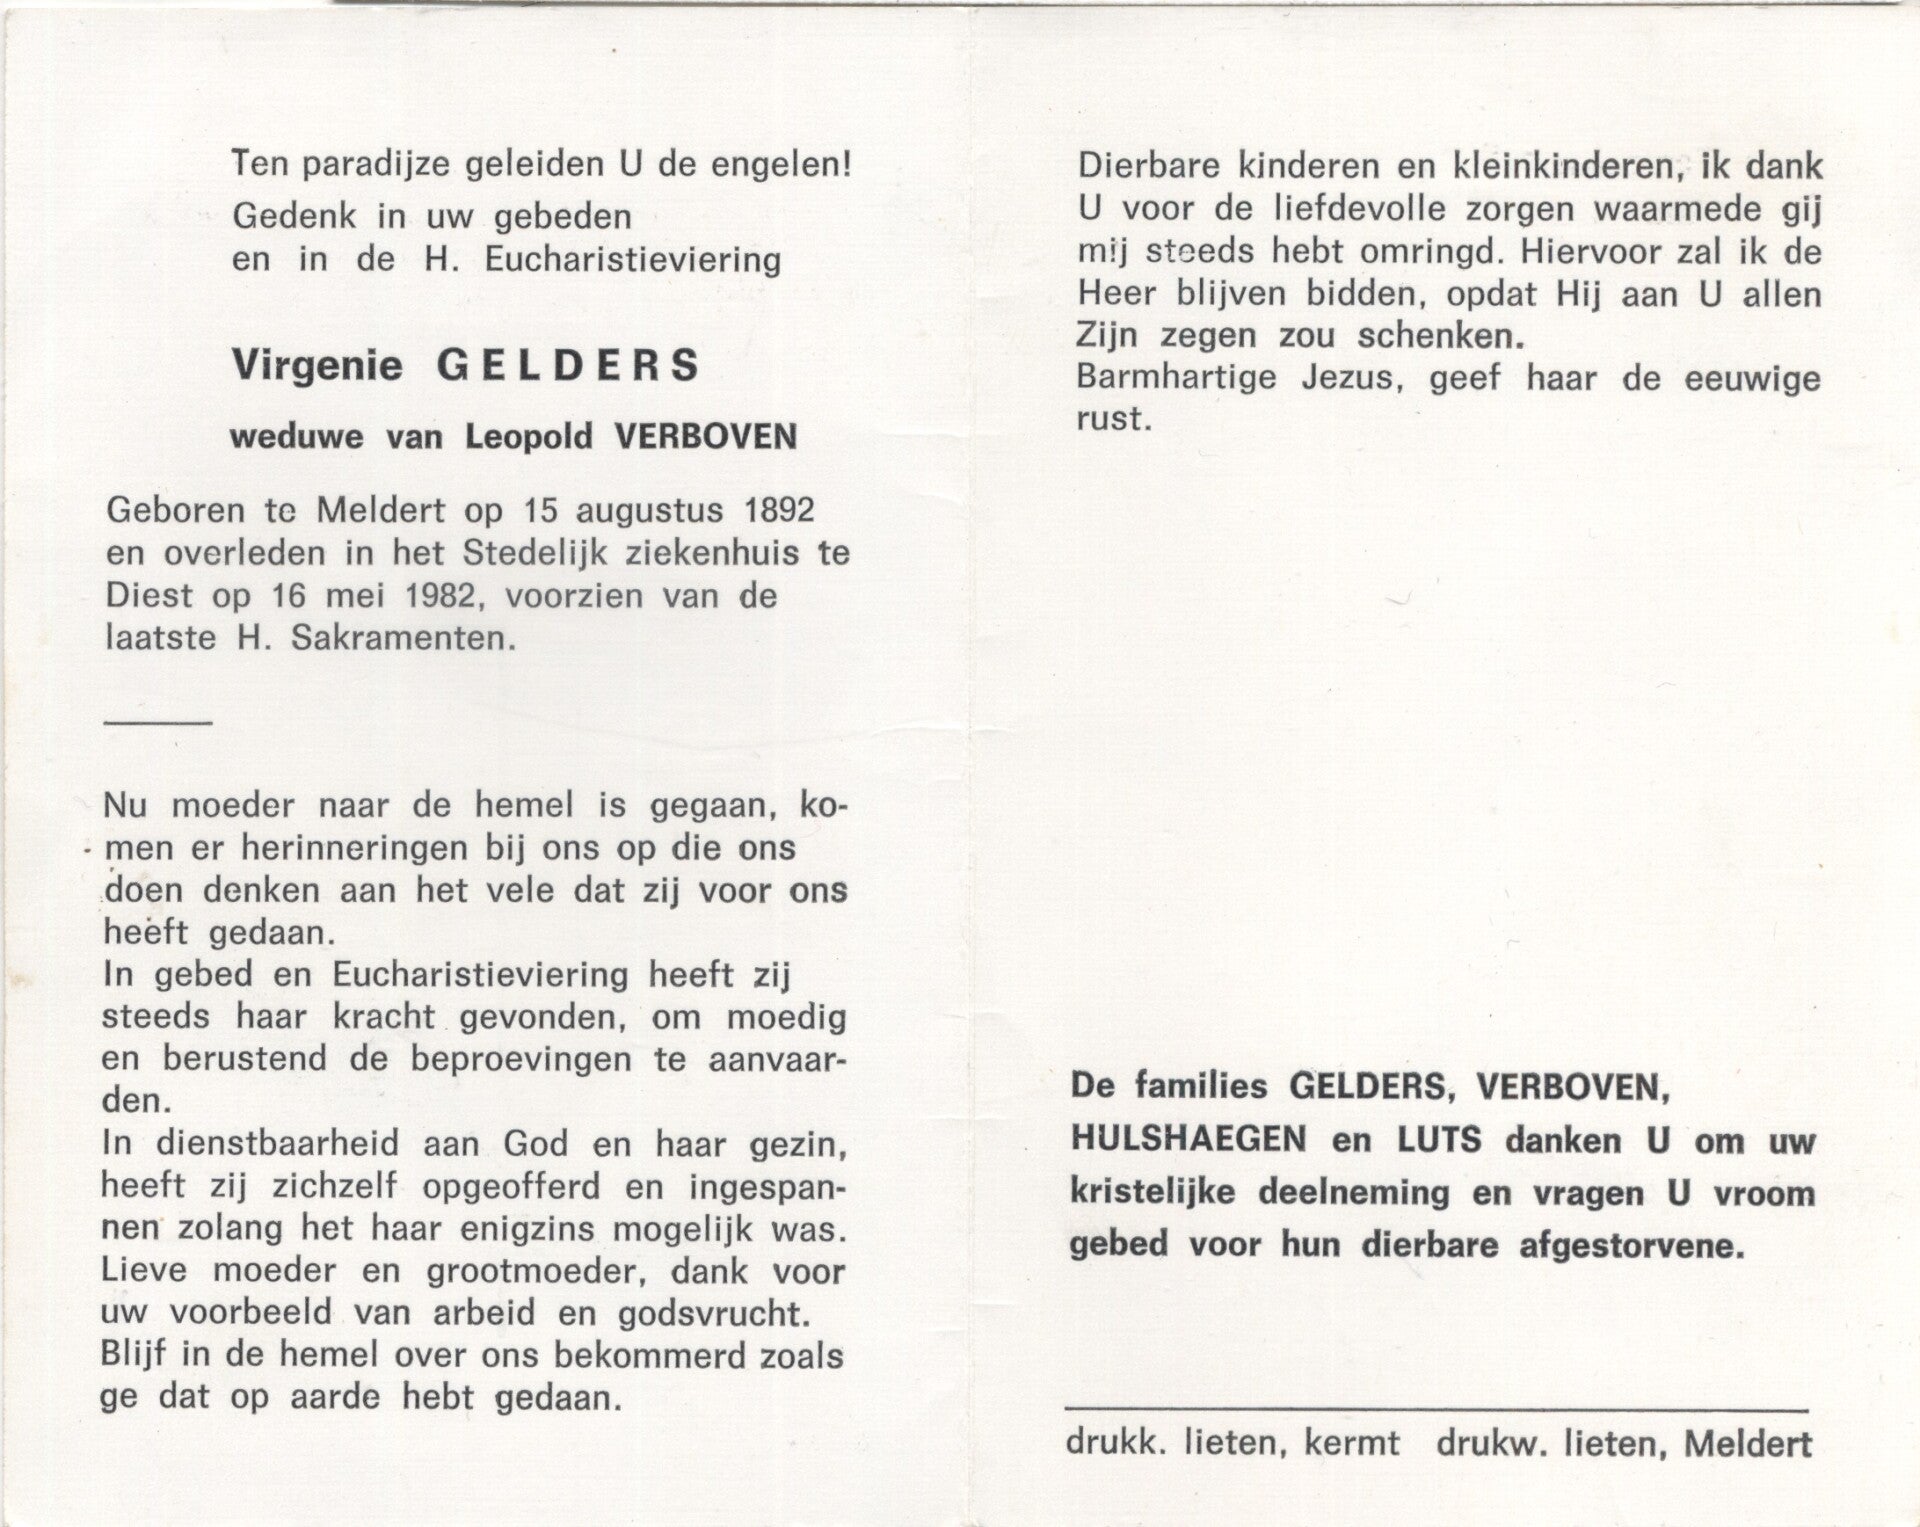 Ten paradijze geleiden U de engelen!
Gedenk in uw gebeden
en in de H. Eucharistieviering
Virgenie GELDERS
weduwe van Leopold VERBOVEN
Geboren te Meldert op 15 augustus 1892
en overleden in het Stedelijk ziekenhuis te
Diest op 16 mei 1982, voorzien van de
laatste H. Sakramenten.
Nu moeder naar de hemel is gegaan, ko-
men er herinneringen bij ons op die ons
doen denken aan het vele dat zij voor ons
heeft gedaan.
In gebed en Eucharistieviering heeft zij
steeds haar kracht gevonden, om moedig
en berustend de beproevingen te aanvaar-
den.
In dienstbaarheid aan God en haar gezin,
heeft zij zichzelf opgeofferd en ingespan-
nen zolang het haar enigzins mogelijk was.
Lieve moeder en grootmoeder, dank voor
uw voorbeeld van arbeid en godsvrucht.
Blijf in de hemel over ons bekommerd zoals
ge dat op aarde hebt gedaan.
Dierbare kinderen en kleinkinderen, ik dank
U voor de liefdevolle zorgen waarmede gij
mij steeds hebt omringd. Hiervoor zal ik de
Heer blijven bidden, opdat Hij aan U allen
Zijn zegen zou schenken.
Barmhartige Jezus, geef haar de eeuwige
rust.
De families GELDERS, VERBOVEN,
HULSHAEGEN en LUTS danken U om uw
kristelijke deelneming en vragen U vroom
gebed voor hun dierbare afgestorvene.
drukk. lieten, kermt drukw. lieten, Meldert